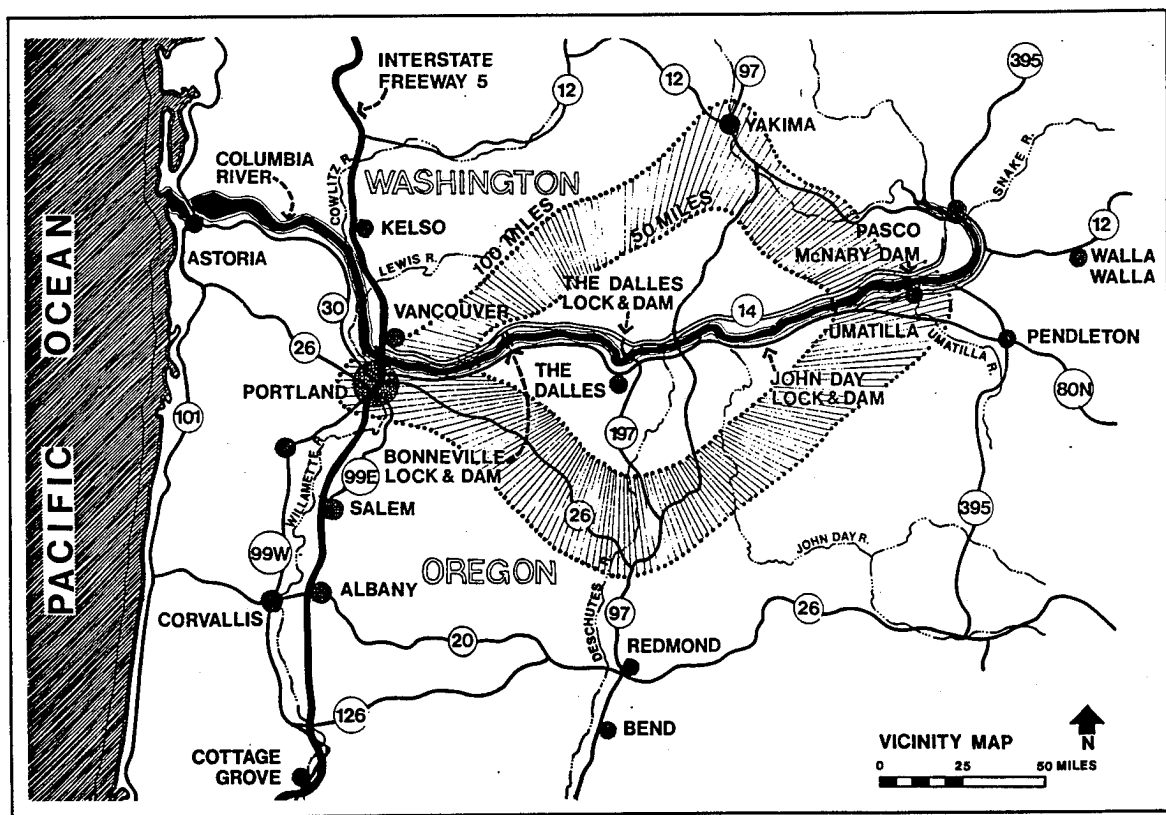 INTERSTATE
FREEWAY 5
12
12
97
395
YAKIMA
COLUMBIA
RIVER
COWLITZ R.
WASHINGTON
SNAKE R.
100 MILES
50 MILES
KELSO
PASCO
McNARY DAM
12
WALLA
WALLA
ASTORIA
LEWIS R.
THE DALLES
LOCK & DAM
30
VANCOUVER
14
UMATILLA
UMATILLA R.
PENDLETON
26
PORTLAND
THE
DALLES
JOHN DAY
LOCK & DAM
80N
101
197
PACIFIC OCEAN
WILLAMETTE R.
99E
BONNEVILLE
LOCK & DAM
SALEM
26
395
99W
OREGON
JOHN DAY R.
ALBANY
CORVALLIS
DESCHUTES R.
97
26
20
REDMOND
126
BEND
VICINITY MAP
N
COTTAGE
GROVE
0 25 50 MILES